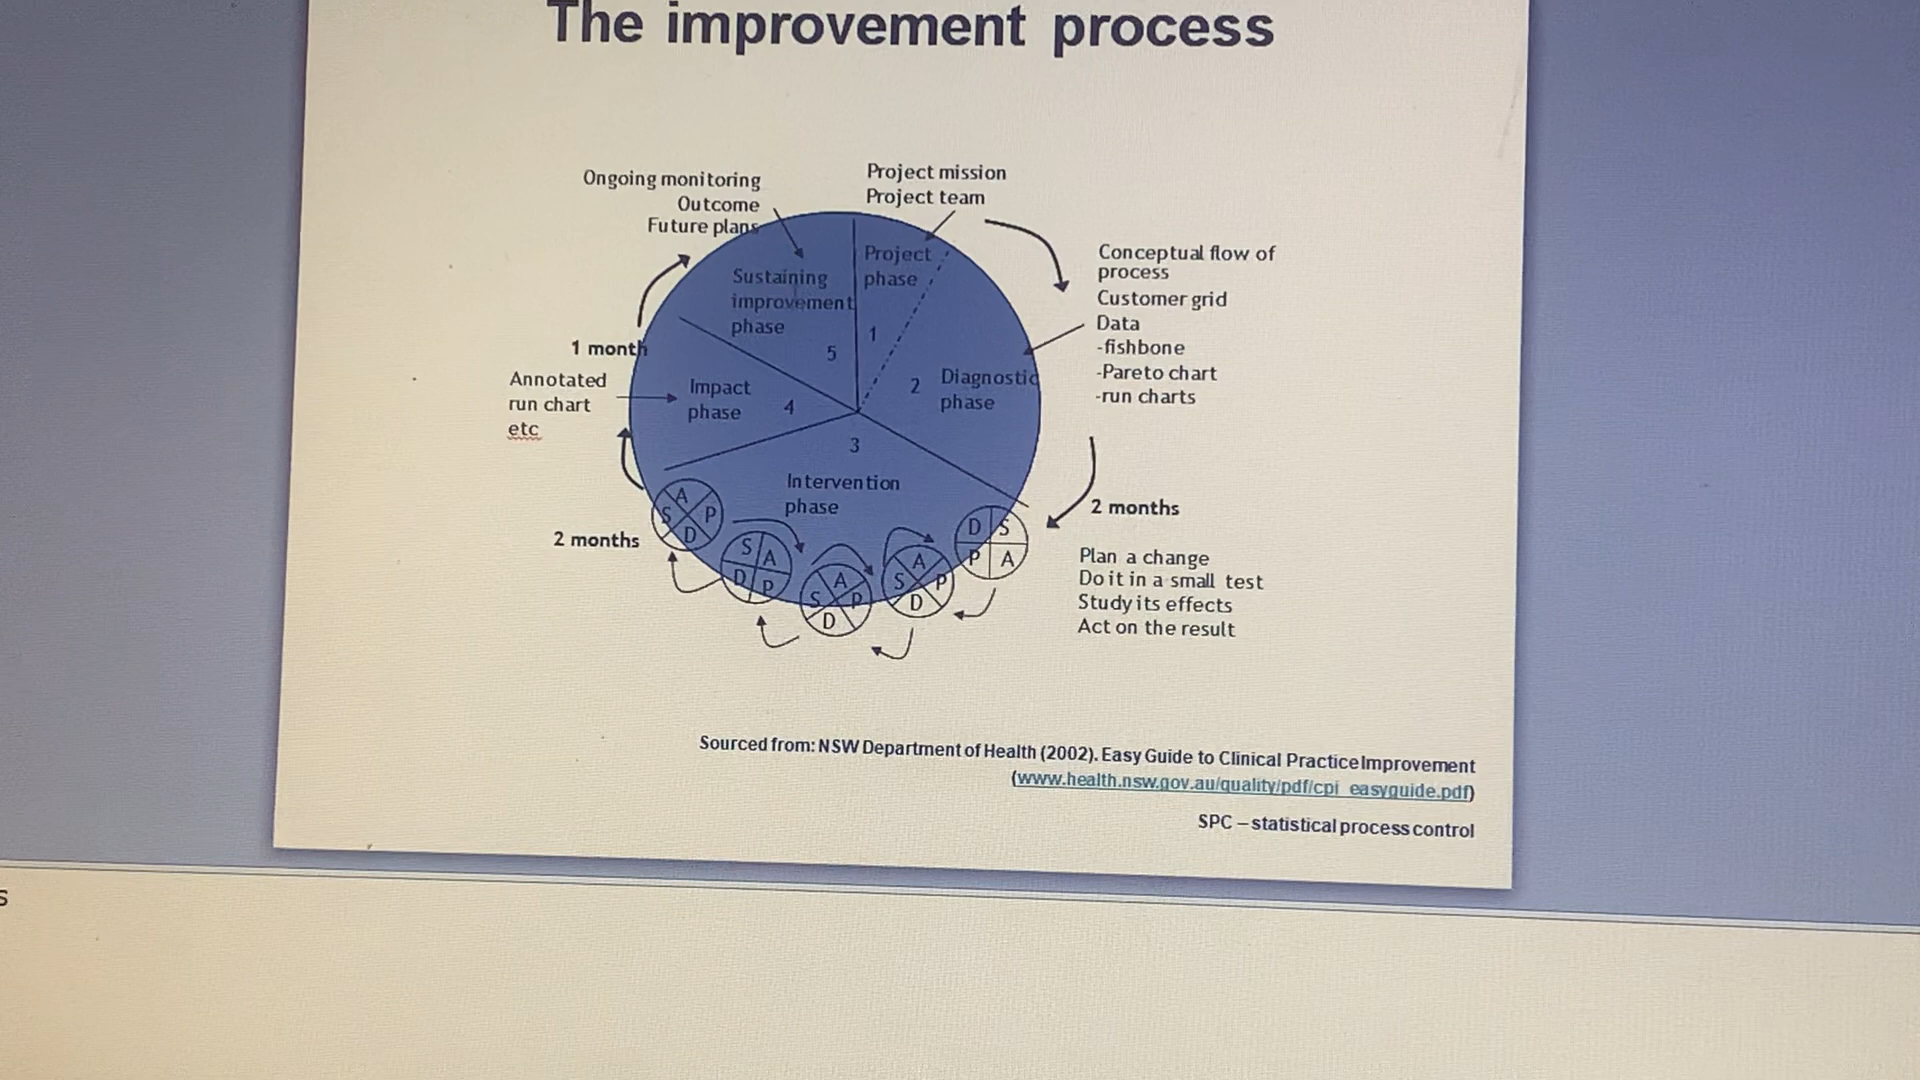 The improvement process
Ongoing monitoring
Outcome
Future plans
Project mission
Project team
Conceptual flow of
process
Customer grid
Data
-fishbone
-Pareto chart
-run charts
Project
phase
1
Sustaining
improvement
phase
5
2 Diagnostic
phase
1 month
Annotated
run chart
etc
Impact
phase
4
3
Intervention
phase
2 months
Plan a change
Do it in a small test
Study its effects
Act on the result
2 months
A
S P
D
S A
D P
A
S P
D
A
S P
D
D S
P A
Sourced from: NSW Department of Health (2002). Easy Guide to Clinical Practice Improvement
(www.health.nsw.gov.au/quality/pdf/cpi_easyguide.pdf)
SPC – statistical process control
s